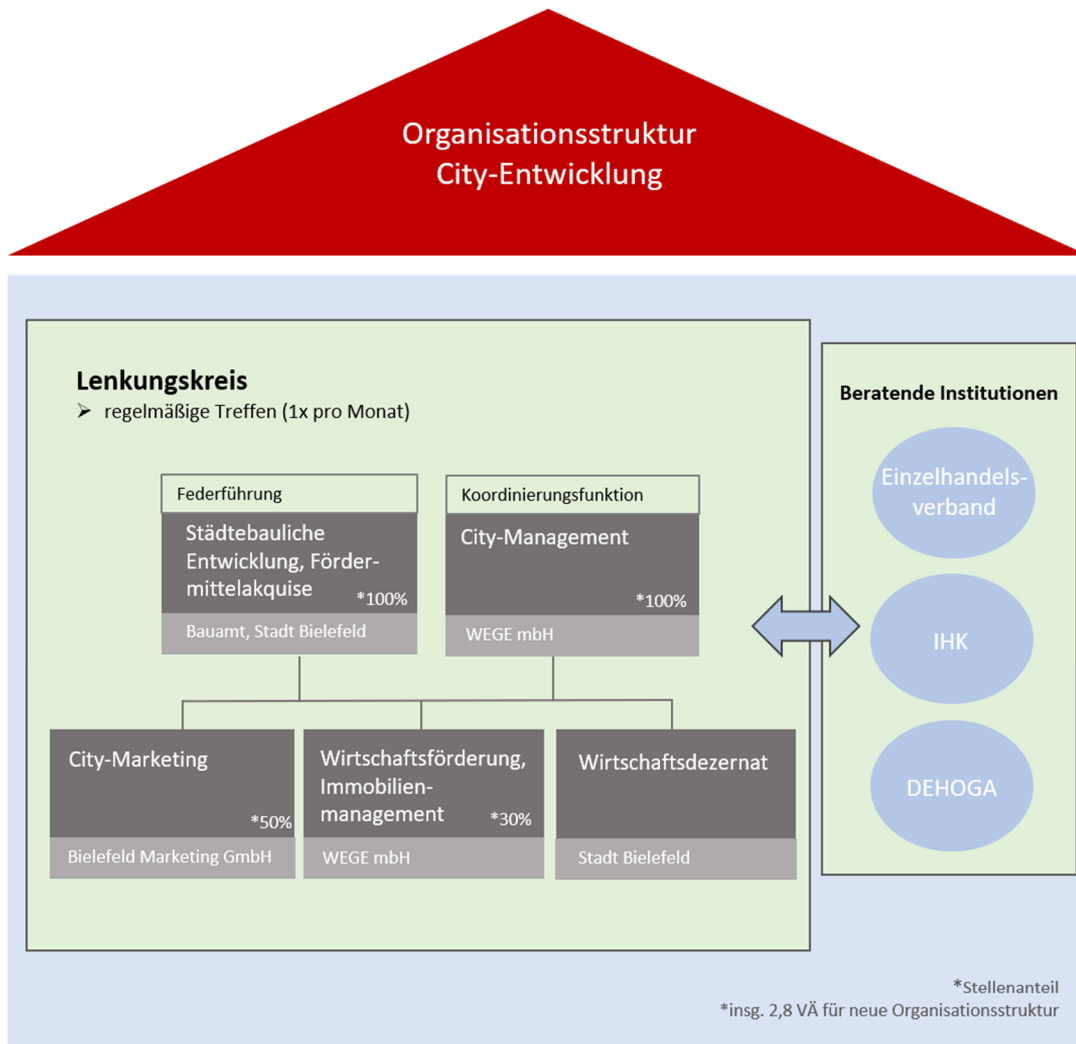 Organisationsstruktur
City-Entwicklung
Lenkungskreis
➤ regelmäßige Treffen (1x pro Monat)
Federführung
Städtebauliche
Entwicklung, Förder-
mittelakquise
*100%
Bauamt, Stadt Bielefeld
Koordinierungsfunktion
City-Management
*100%
WEGE mbH
City-Marketing
*50%
Bielefeld Marketing GmbH
Wirtschaftsförderung,
Immobilien-
management
*30%
WEGE mbH
Wirtschaftsdezernat
Stadt Bielefeld
Beratende Institutionen
Einzelhandels-
verband
IHK
DEHOGA
*Stellenanteil
*insg. 2,8 VÄ für neue Organisationsstruktur